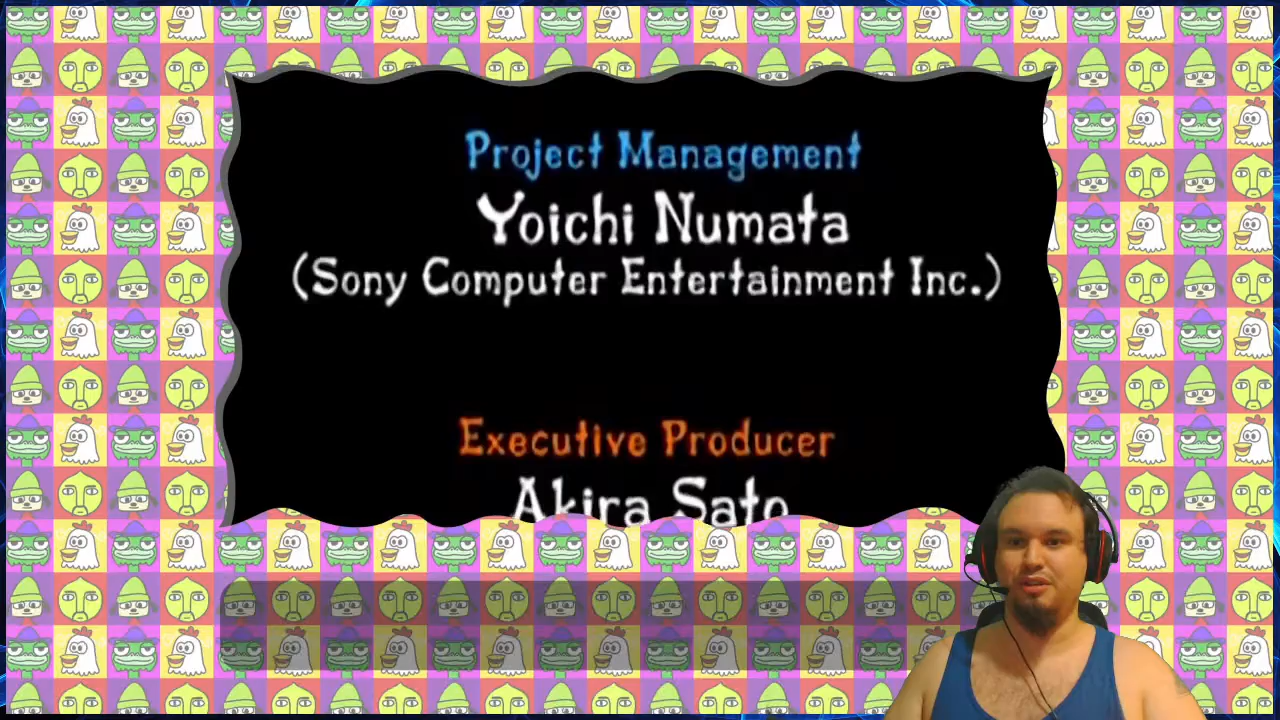 Project Management
Yoichi Numata
(Sony Computer Entertainment Inc.)
Executive Producer
Akira Sato